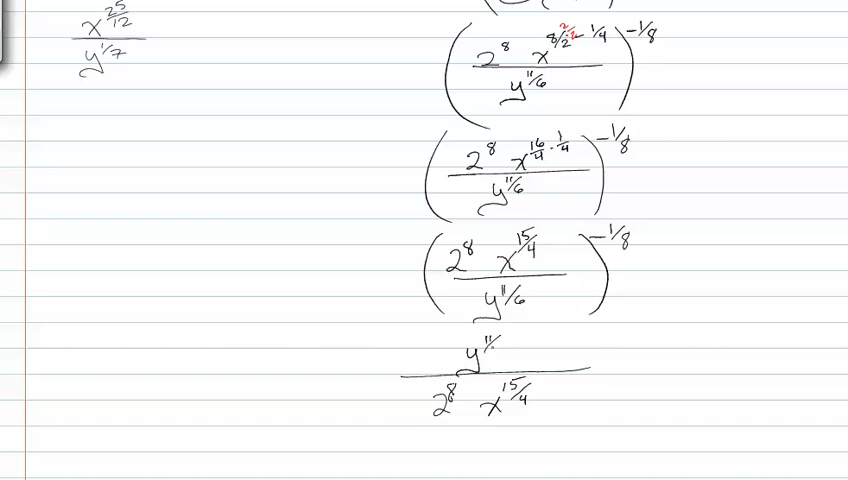 x^25/12
y^1/7
( 2^8 x^8/2·2/2 - 1/4 / y^11/6 )^-1/8
( 2^8 x^16/4 · 1/4 / y^11/6 )^-1/8
( 2^8 x^15/4 / y^11/6 )^-1/8
y^11/
2^8 x^15/4